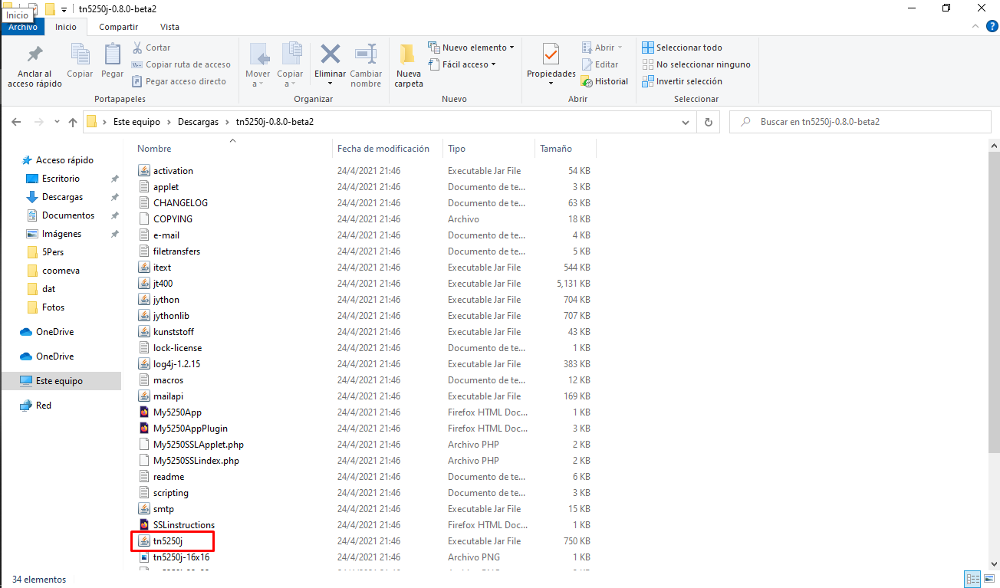 tn5250j-0.8.0-beta2
Inicio
Archivo Inicio Compartir Vista
Anclar al acceso rápido
Copiar
Pegar
Cortar
Copiar ruta de acceso
Pegar acceso directo
Portapapeles
Mover a
Copiar a
Eliminar
Cambiar nombre
Organizar
Nueva carpeta
Nuevo elemento
Fácil acceso
Nuevo
Propiedades
Abrir
Editar
Historial
Abrir
Seleccionar todo
No seleccionar ninguno
Invertir selección
Seleccionar
Este equipo > Descargas > tn5250j-0.8.0-beta2
Buscar en tn5250j-0.8.0-beta2
Acceso rápido
Escritorio
Descargas
Documentos
Imágenes
5Pers
coomeva
dat
Fotos
OneDrive
OneDrive
Este equipo
Red
Nombre Fecha de modificación Tipo Tamaño
activation 24/4/2021 21:46 Executable Jar File 54 KB
applet 24/4/2021 21:46 Documento de te... 3 KB
CHANGELOG 24/4/2021 21:46 Documento de te... 63 KB
COPYING 24/4/2021 21:46 Archivo 18 KB
e-mail 24/4/2021 21:46 Documento de te... 4 KB
filetransfers 24/4/2021 21:46 Documento de te... 5 KB
itext 24/4/2021 21:46 Executable Jar File 544 KB
jt400 24/4/2021 21:46 Executable Jar File 5,131 KB
jython 24/4/2021 21:46 Executable Jar File 704 KB
jythonlib 24/4/2021 21:46 Executable Jar File 707 KB
kunststoff 24/4/2021 21:46 Executable Jar File 43 KB
lock-license 24/4/2021 21:46 Documento de te... 1 KB
log4j-1.2.15 24/4/2021 21:46 Executable Jar File 383 KB
macros 24/4/2021 21:46 Documento de te... 12 KB
mailapi 24/4/2021 21:46 Executable Jar File 169 KB
My5250App 24/4/2021 21:46 Firefox HTML Doc... 1 KB
My5250AppPlugin 24/4/2021 21:46 Firefox HTML Doc... 3 KB
My5250SSLApplet.php 24/4/2021 21:46 Archivo PHP 2 KB
My5250SSLindex.php 24/4/2021 21:46 Archivo PHP 2 KB
readme 24/4/2021 21:46 Documento de te... 6 KB
scripting 24/4/2021 21:46 Documento de te... 3 KB
smtp 24/4/2021 21:46 Executable Jar File 15 KB
SSLinstructions 24/4/2021 21:46 Firefox HTML Doc... 1 KB
tn5250j 24/4/2021 21:46 Executable Jar File 750 KB
tn5250j-16x16 24/4/2021 21:46 Archivo PNG 1 KB
34 elementos